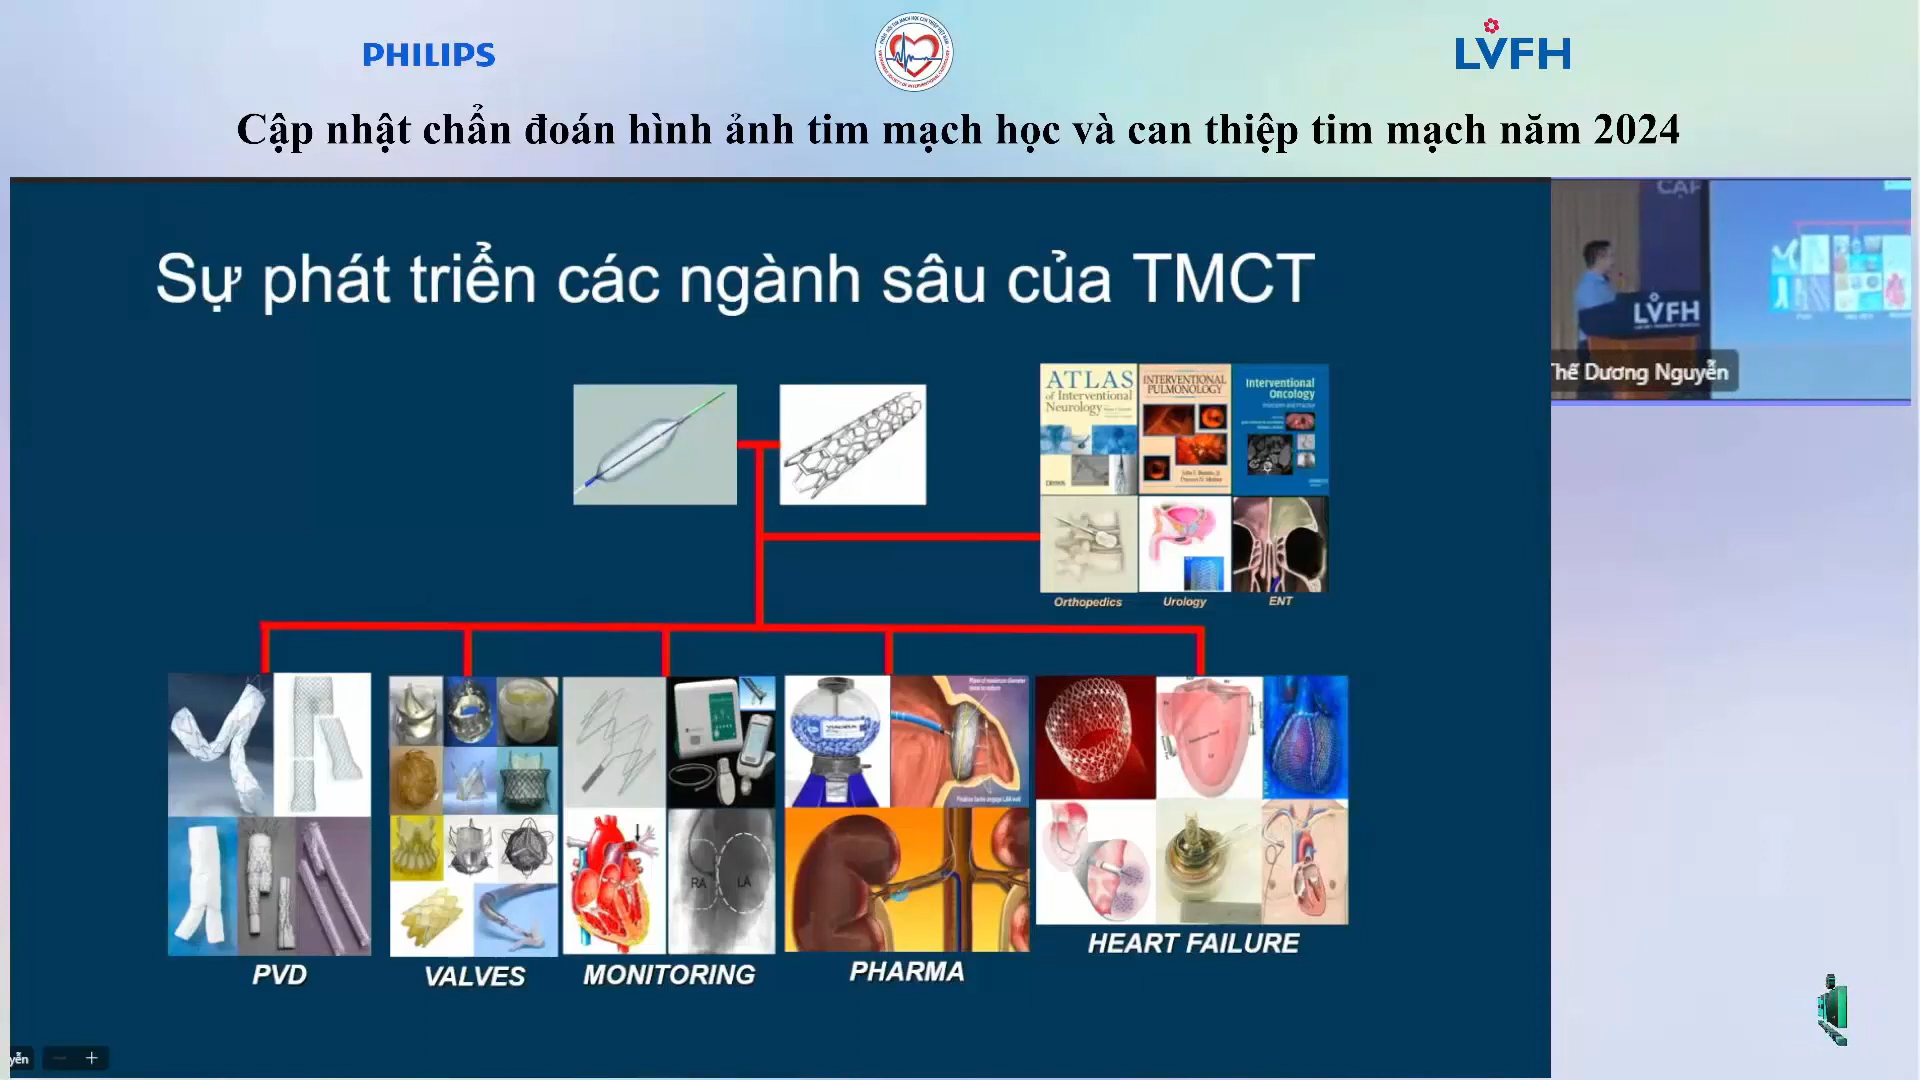 PHILIPS
LVFH
Cập nhật chẩn đoán hình ảnh tim mạch học và can thiệp tim mạch năm 2024
Sự phát triển các ngành sâu của TMCT
CẬP
LVFH
Thế Dương Nguyễn
ATLAS
of Interventional
Neurology
INTERVENTIONAL
PULMONOLOGY
Interventional
Oncology
Orthopedics
Urology
ENT
RA
LA
PVD
VALVES
MONITORING
PHARMA
HEART FAILURE
yễn